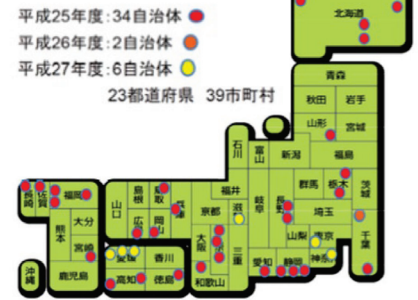 平成25年度：34自治体
平成26年度：2自治体
平成27年度：6自治体
23都道府県 39市町村
北海道
青森
秋田
岩手
山形
宮城
石川
富山
新潟
福島
福井
岐阜
長野
群馬
栃木
茨城
埼玉
山梨
東京
千葉
神奈川
愛知
静岡
京都
滋賀
大阪
三重
和歌山
兵庫
鳥取
島根
岡山
広島
山口
香川
愛媛
徳島
高知
福岡
佐賀
長崎
大分
熊本
宮崎
鹿児島
沖縄